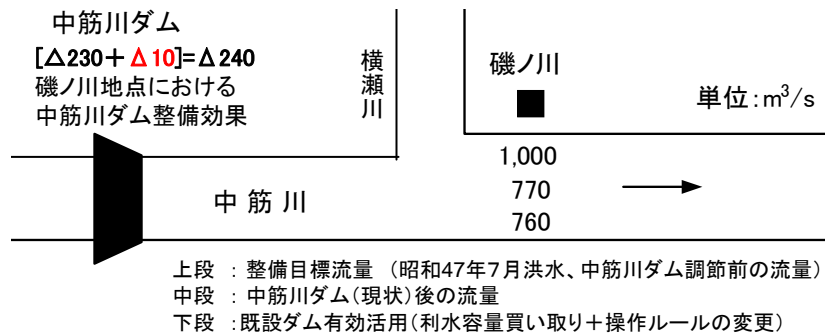 中筋川ダム
[△230+△10]=△240
磯ノ川地点における
中筋川ダム整備効果
横瀬川
磯ノ川
単位:m³/s
中筋川
1,000
770
760
上段 : 整備目標流量 (昭和47年7月洪水、中筋川ダム調節前の流量)
中段 : 中筋川ダム(現状)後の流量
下段 :既設ダム有効活用(利水容量買い取り+操作ルールの変更)